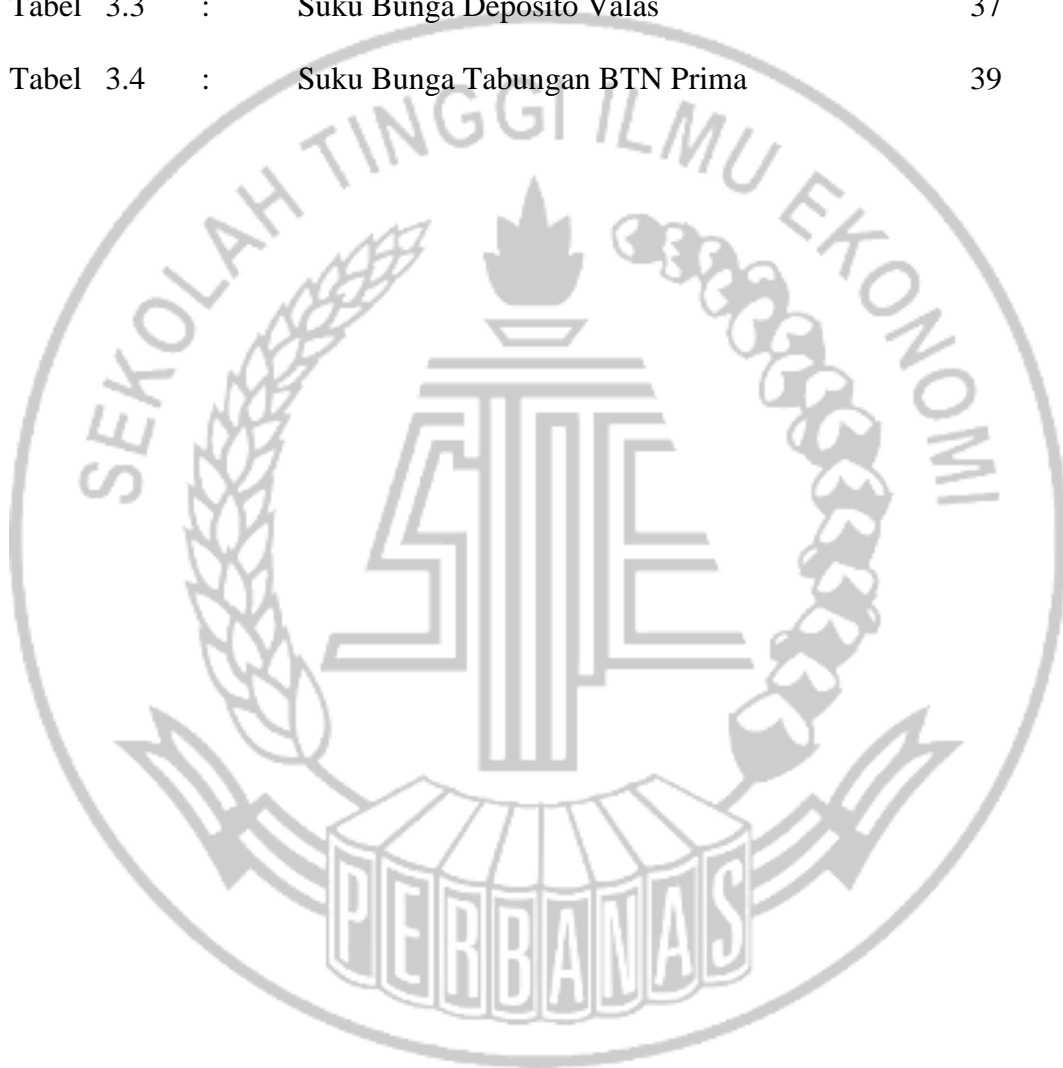 Tabel 3.3 : Suku Bunga Deposito Valas 37
Tabel 3.4 : Suku Bunga Tabungan BTN Prima 39
SEKOLAH TINGGI ILMU EKONOMI
STIE
PERBANAS